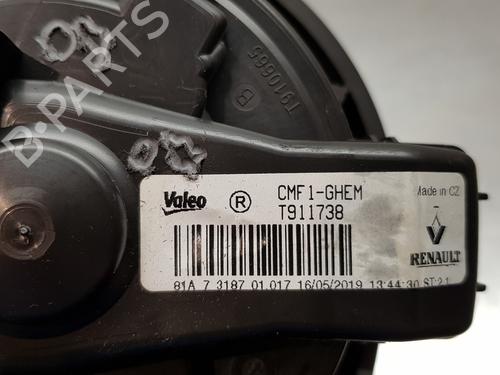 B-PARTS
T910665
B
Valeo
R
CMF1-GHEM
T911738
Made in CZ
RENAULT
81A 7 3187 01.017 16/05/2019 13:44:30 ST:2.1